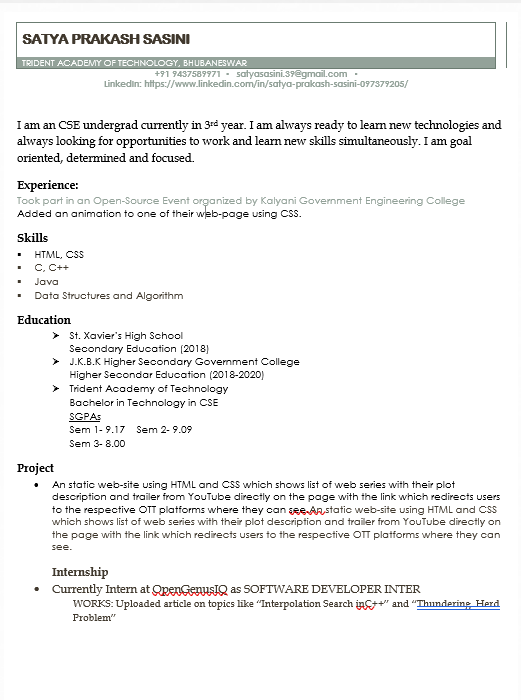 SATYA PRAKASH SASINI
TRIDENT ACADEMY OF TECHNOLOGY, BHUBANESWAR
+91 9437589971 • satyasasini.39@gmail.com •
LinkedIn: https://www.linkedin.com/in/satya-prakash-sasini-097379205/
I am an CSE undergrad currently in 3rd year. I am always ready to learn new technologies and
always looking for opportunities to work and learn new skills simultaneously. I am goal
oriented, determined and focused.
Experience:
Took part in an Open-Source Event organized by Kalyani Government Engineering College
Added an animation to one of their web-page using CSS.
Skills
▪ HTML, CSS
▪ C, C++
▪ Java
▪ Data Structures and Algorithm
Education
➢ St. Xavier's High School
Secondary Education (2018)
➢ J.K.B.K Higher Secondary Government College
Higher Secondar Education (2018-2020)
➢ Trident Academy of Technology
Bachelor in Technology in CSE
SGPAs
Sem 1- 9.17 Sem 2- 9.09
Sem 3- 8.00
Project
• An static web-site using HTML and CSS which shows list of web series with their plot
description and trailer from YouTube directly on the page with the link which redirects users
to the respective OTT platforms where they can see.An static web-site using HTML and CSS
which shows list of web series with their plot description and trailer from YouTube directly on
the page with the link which redirects users to the respective OTT platforms where they can
see.
Internship
• Currently Intern at OpenGenusIQ as SOFTWARE DEVELOPER INTER
WORKS: Uploaded article on topics like “Interpolation Search inC++” and “Thundering Herd
Problem”